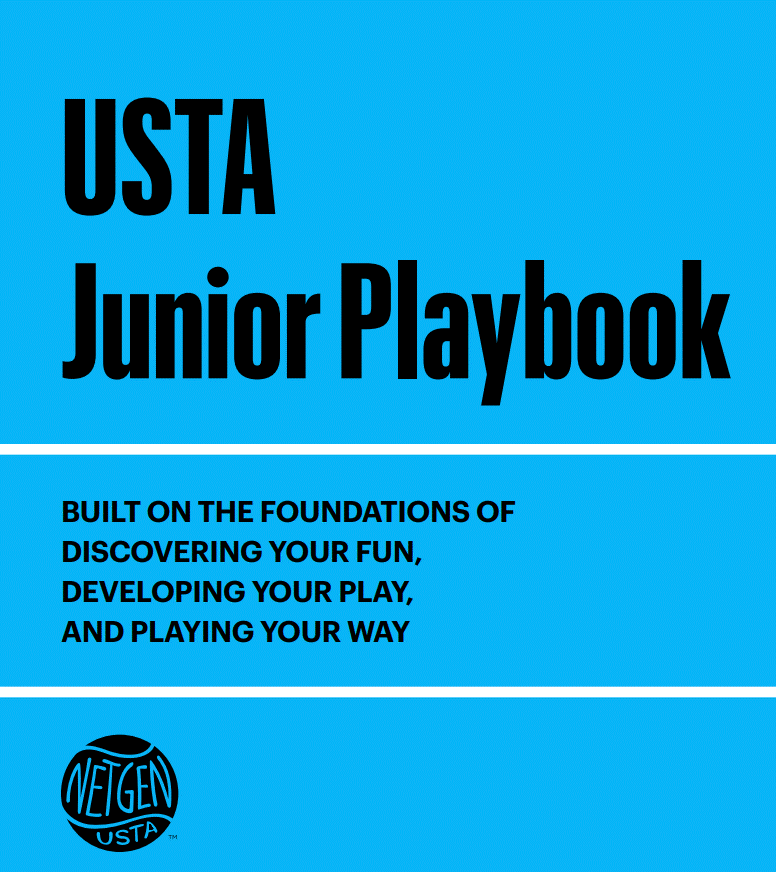 USTA
Junior Playbook
BUILT ON THE FOUNDATIONS OF
DISCOVERING YOUR FUN,
DEVELOPING YOUR PLAY,
AND PLAYING YOUR WAY
NETGEN
USTA
TM